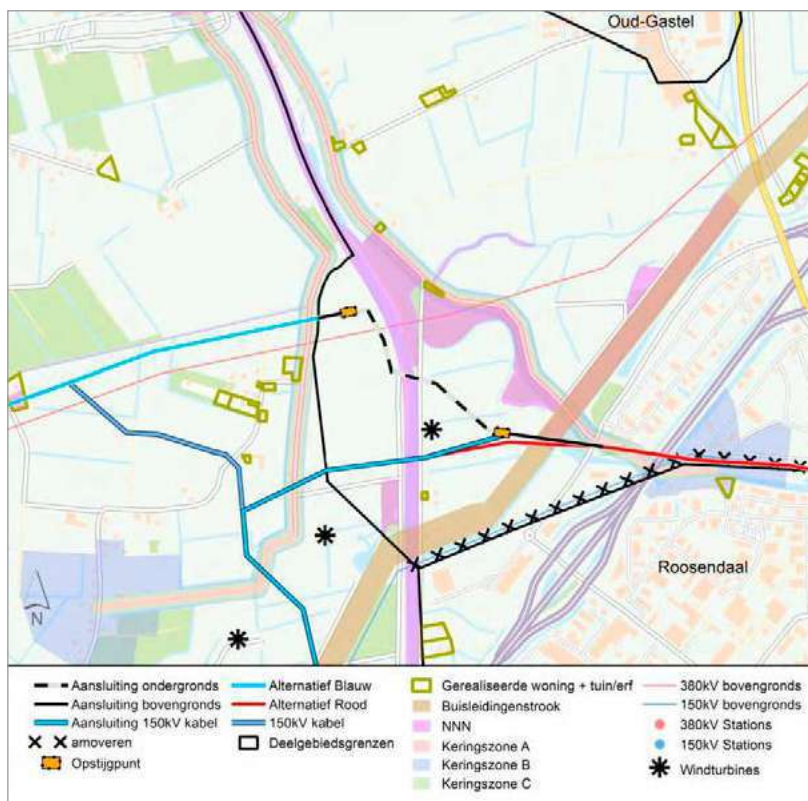 Oud-Gastel
Roosendaal
N
Aansluiting ondergronds
Aansluiting bovengronds
Aansluiting 150kV kabel
amoveren
Opstijgpunt
Alternatief Blauw
Alternatief Rood
150kV kabel
Deelgebiedsgrenzen
Gerealiseerde woning + tuin/erf
Buisleidingenstrook
NNN
Keringszone A
Keringszone B
Keringszone C
380kV bovengronds
150kV bovengronds
380kV Stations
150kV Stations
Windturbines